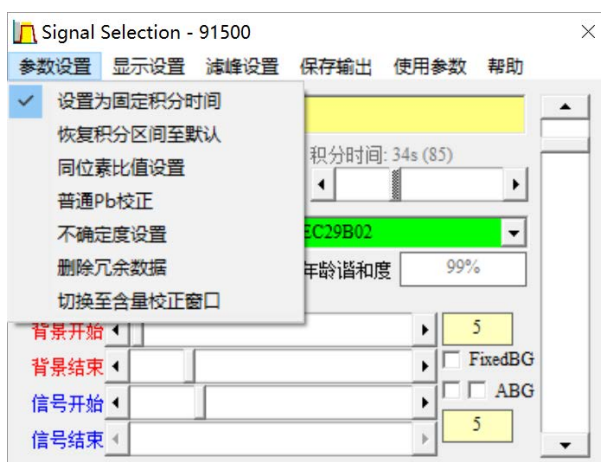 Signal Selection - 91500
参数设置 显示设置 滤峰设置 保存输出 使用参数 帮助
设置为固定积分时间
恢复积分区间至默认
积分时间: 34s (85)
同位素比值设置
普通Pb校正
不确定度设置
EC29B02
删除冗余数据
年龄谐和度 99%
切换至含量校正窗口
背景开始 5
背景结束 FixedBG
信号开始 ABG
信号结束 5